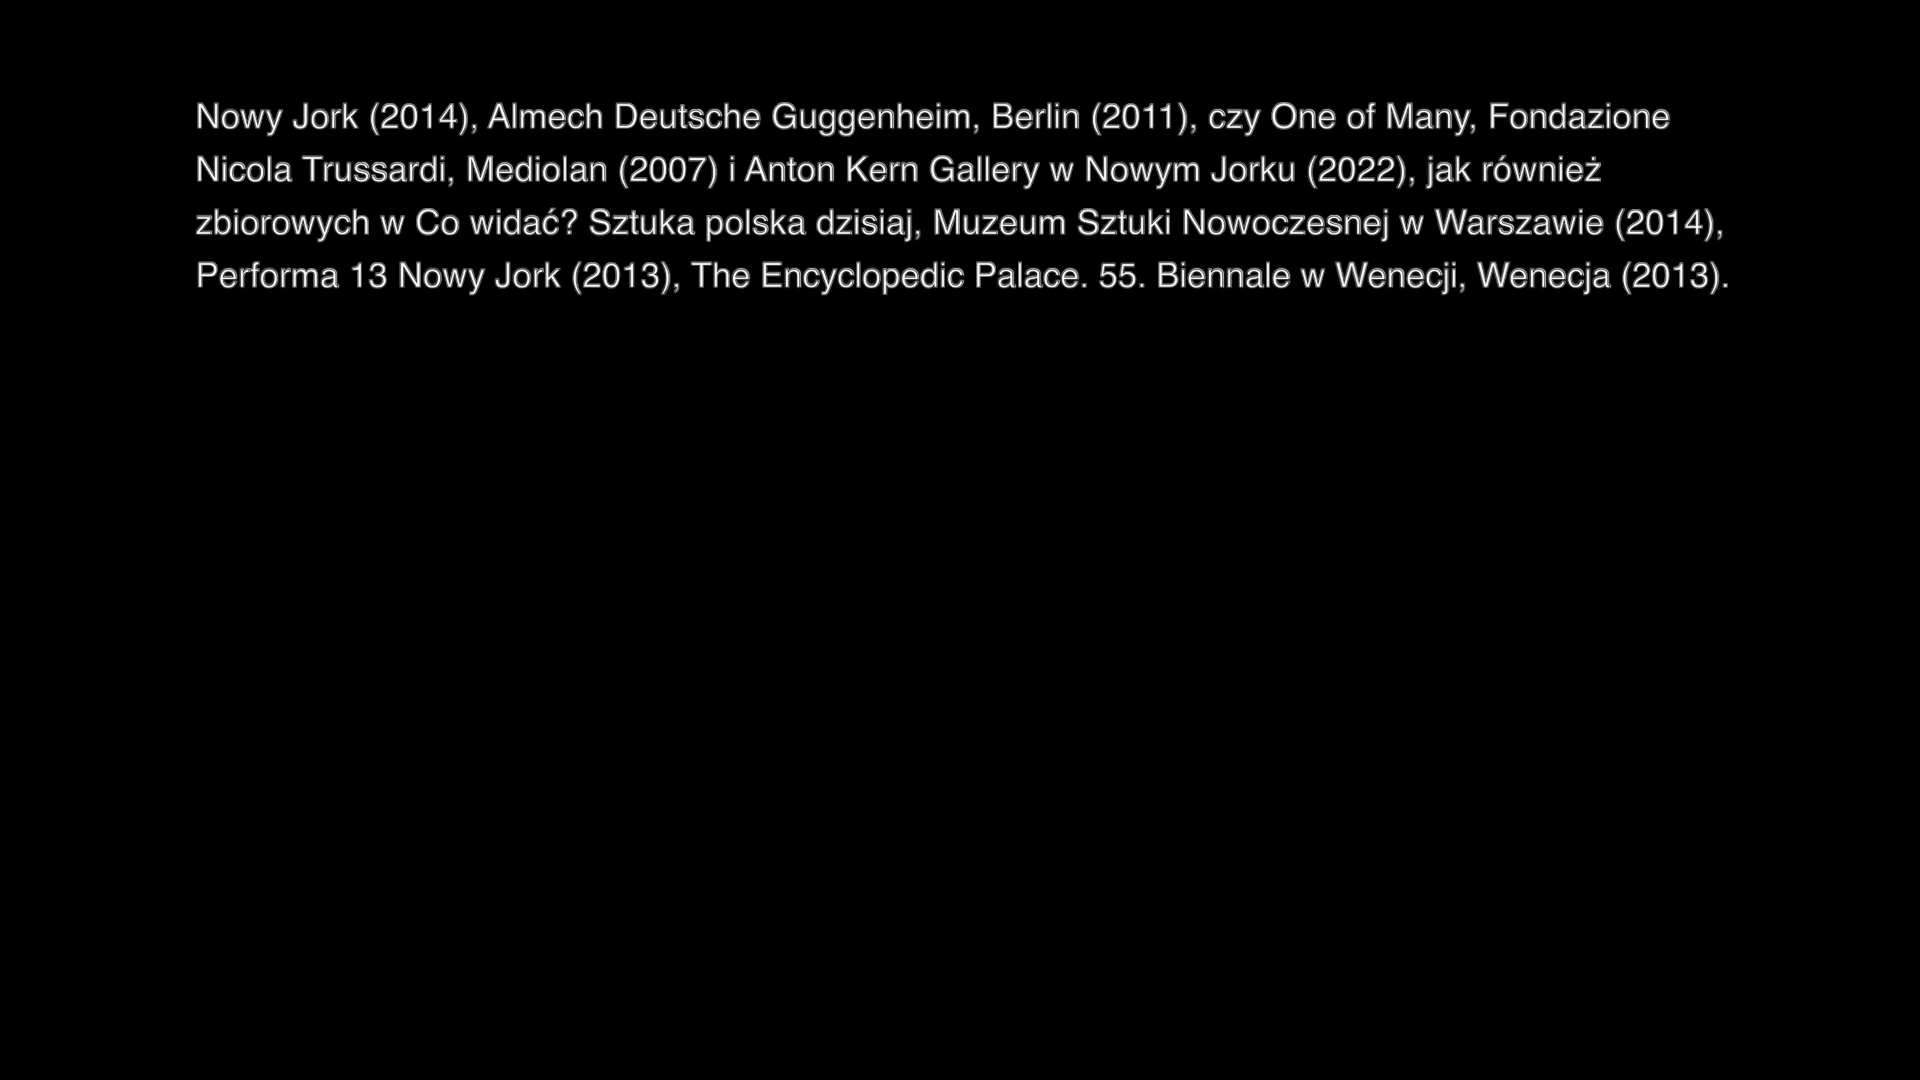 Nowy Jork (2014), Almech Deutsche Guggenheim, Berlin (2011), czy One of Many, Fondazione
Nicola Trussardi, Mediolan (2007) i Anton Kern Gallery w Nowym Jorku (2022), jak również
zbiorowych w Co widać? Sztuka polska dzisiaj, Muzeum Sztuki Nowoczesnej w Warszawie (2014),
Performa 13 Nowy Jork (2013), The Encyclopedic Palace. 55. Biennale w Wenecji, Wenecja (2013).